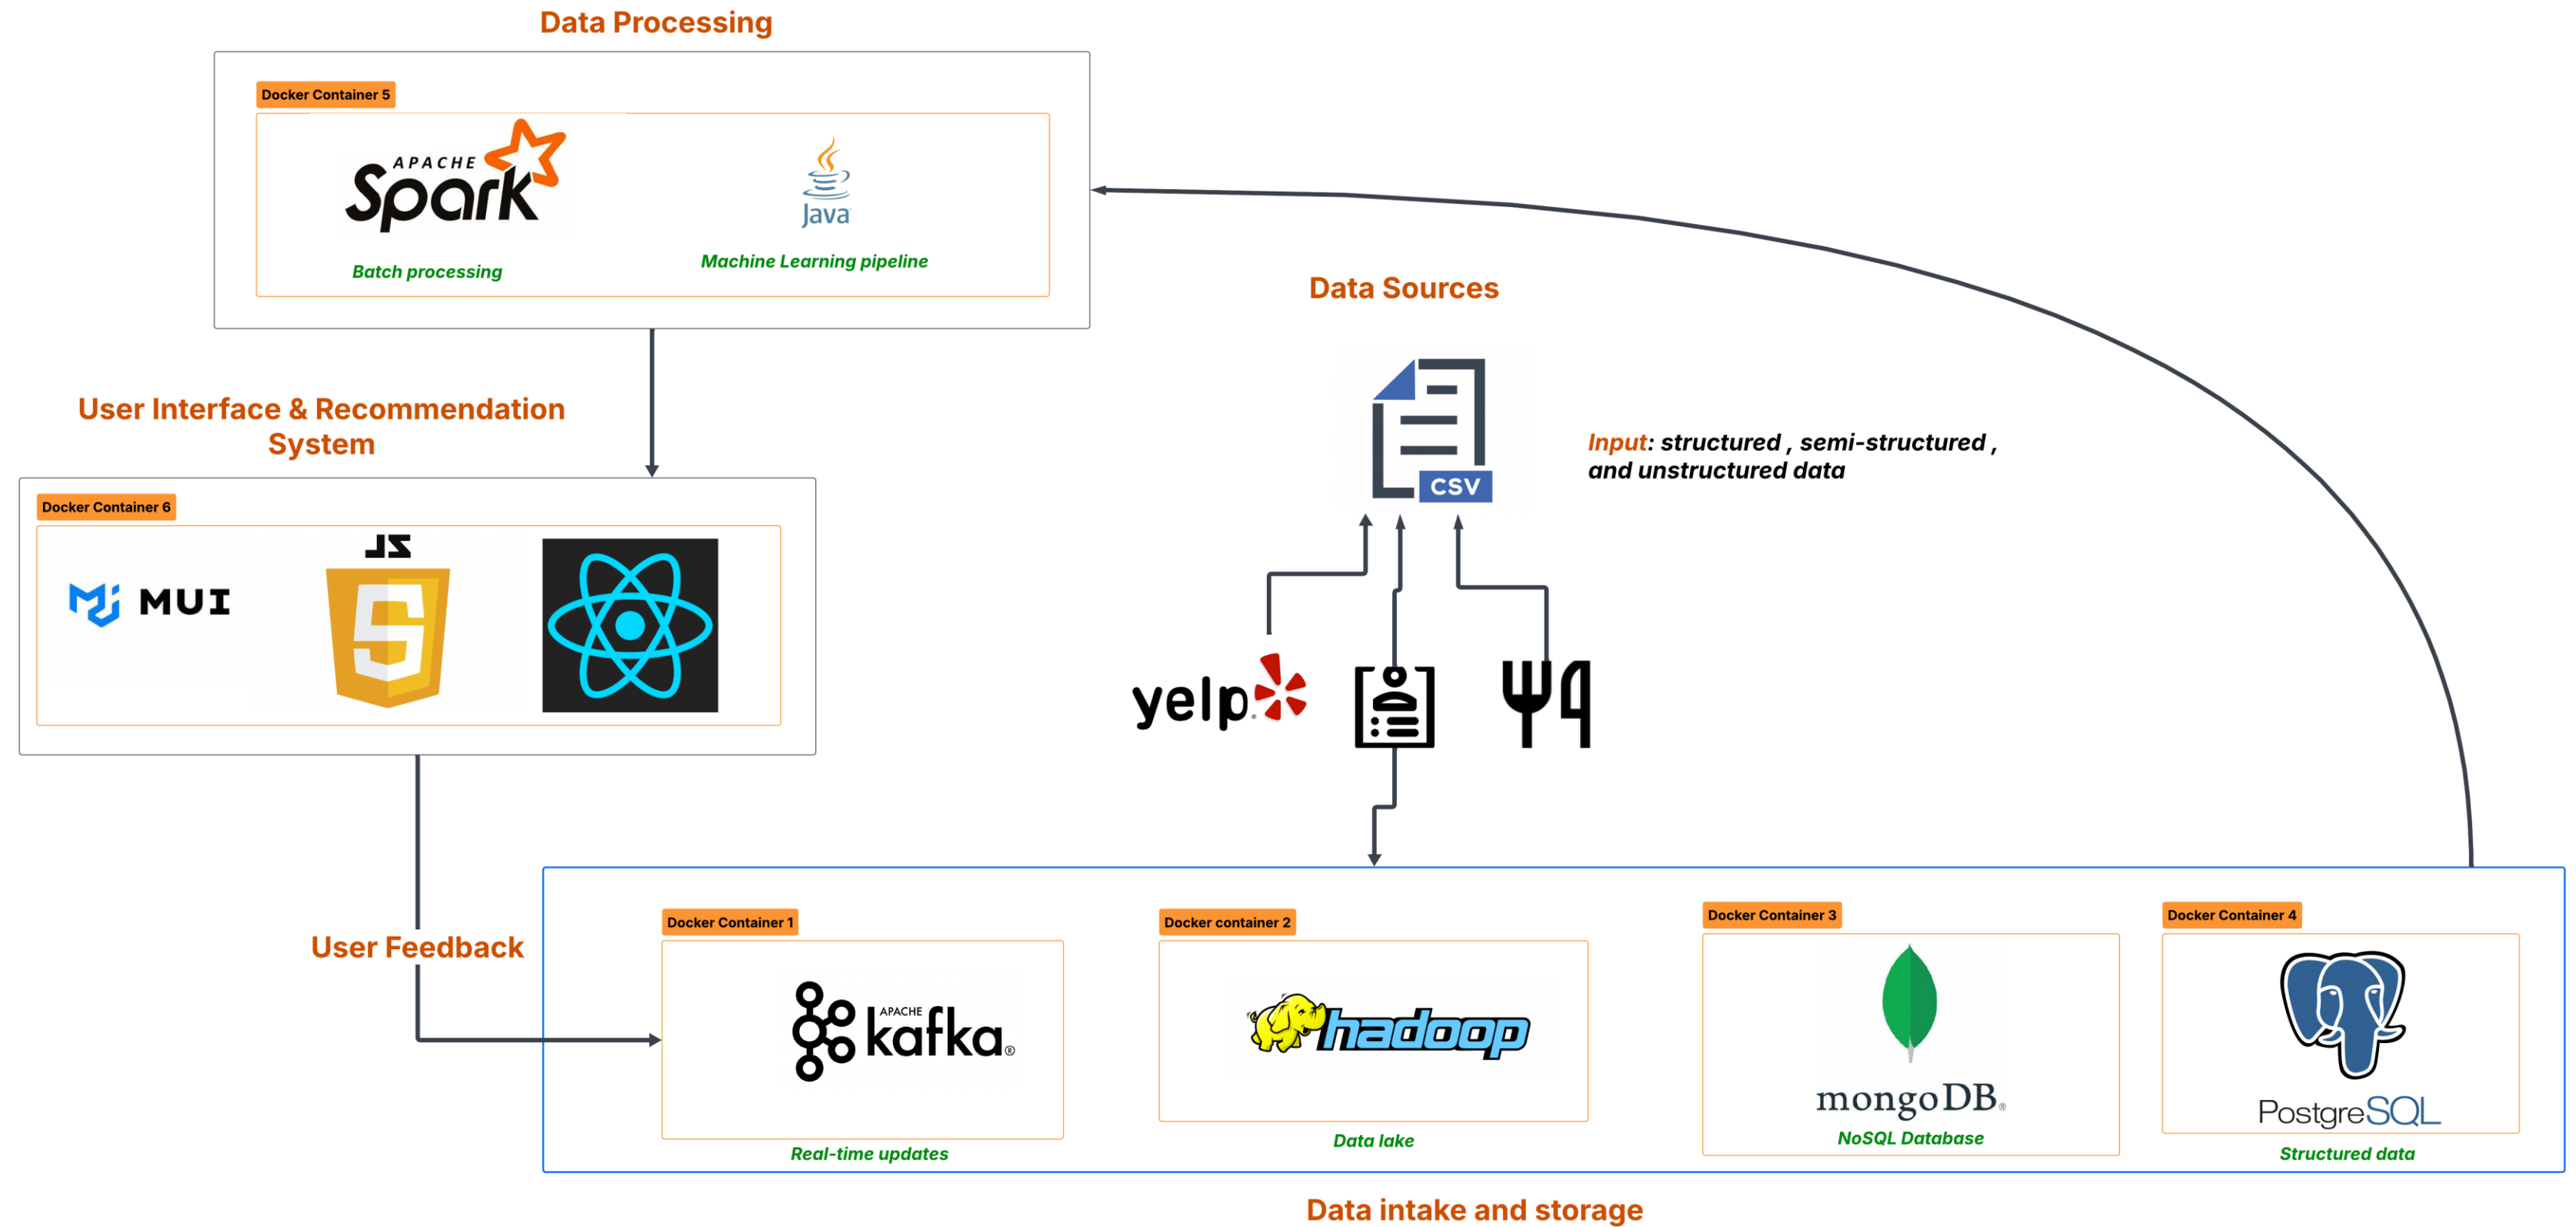 Data Processing
Docker Container 5
APACHE
Spark
Java
Batch processing
Machine Learning pipeline
Data Sources
CSV
Input: structured , semi-structured ,
and unstructured data
User Interface & Recommendation
System
Docker Container 6
MUI
JS
5
yelp
User Feedback
Docker Container 1
APACHE
kafka®
Real-time updates
Docker container 2
hadoop
Data lake
Docker Container 3
mongoDB®
NoSQL Database
Docker Container 4
PostgreSQL
Structured data
Data intake and storage